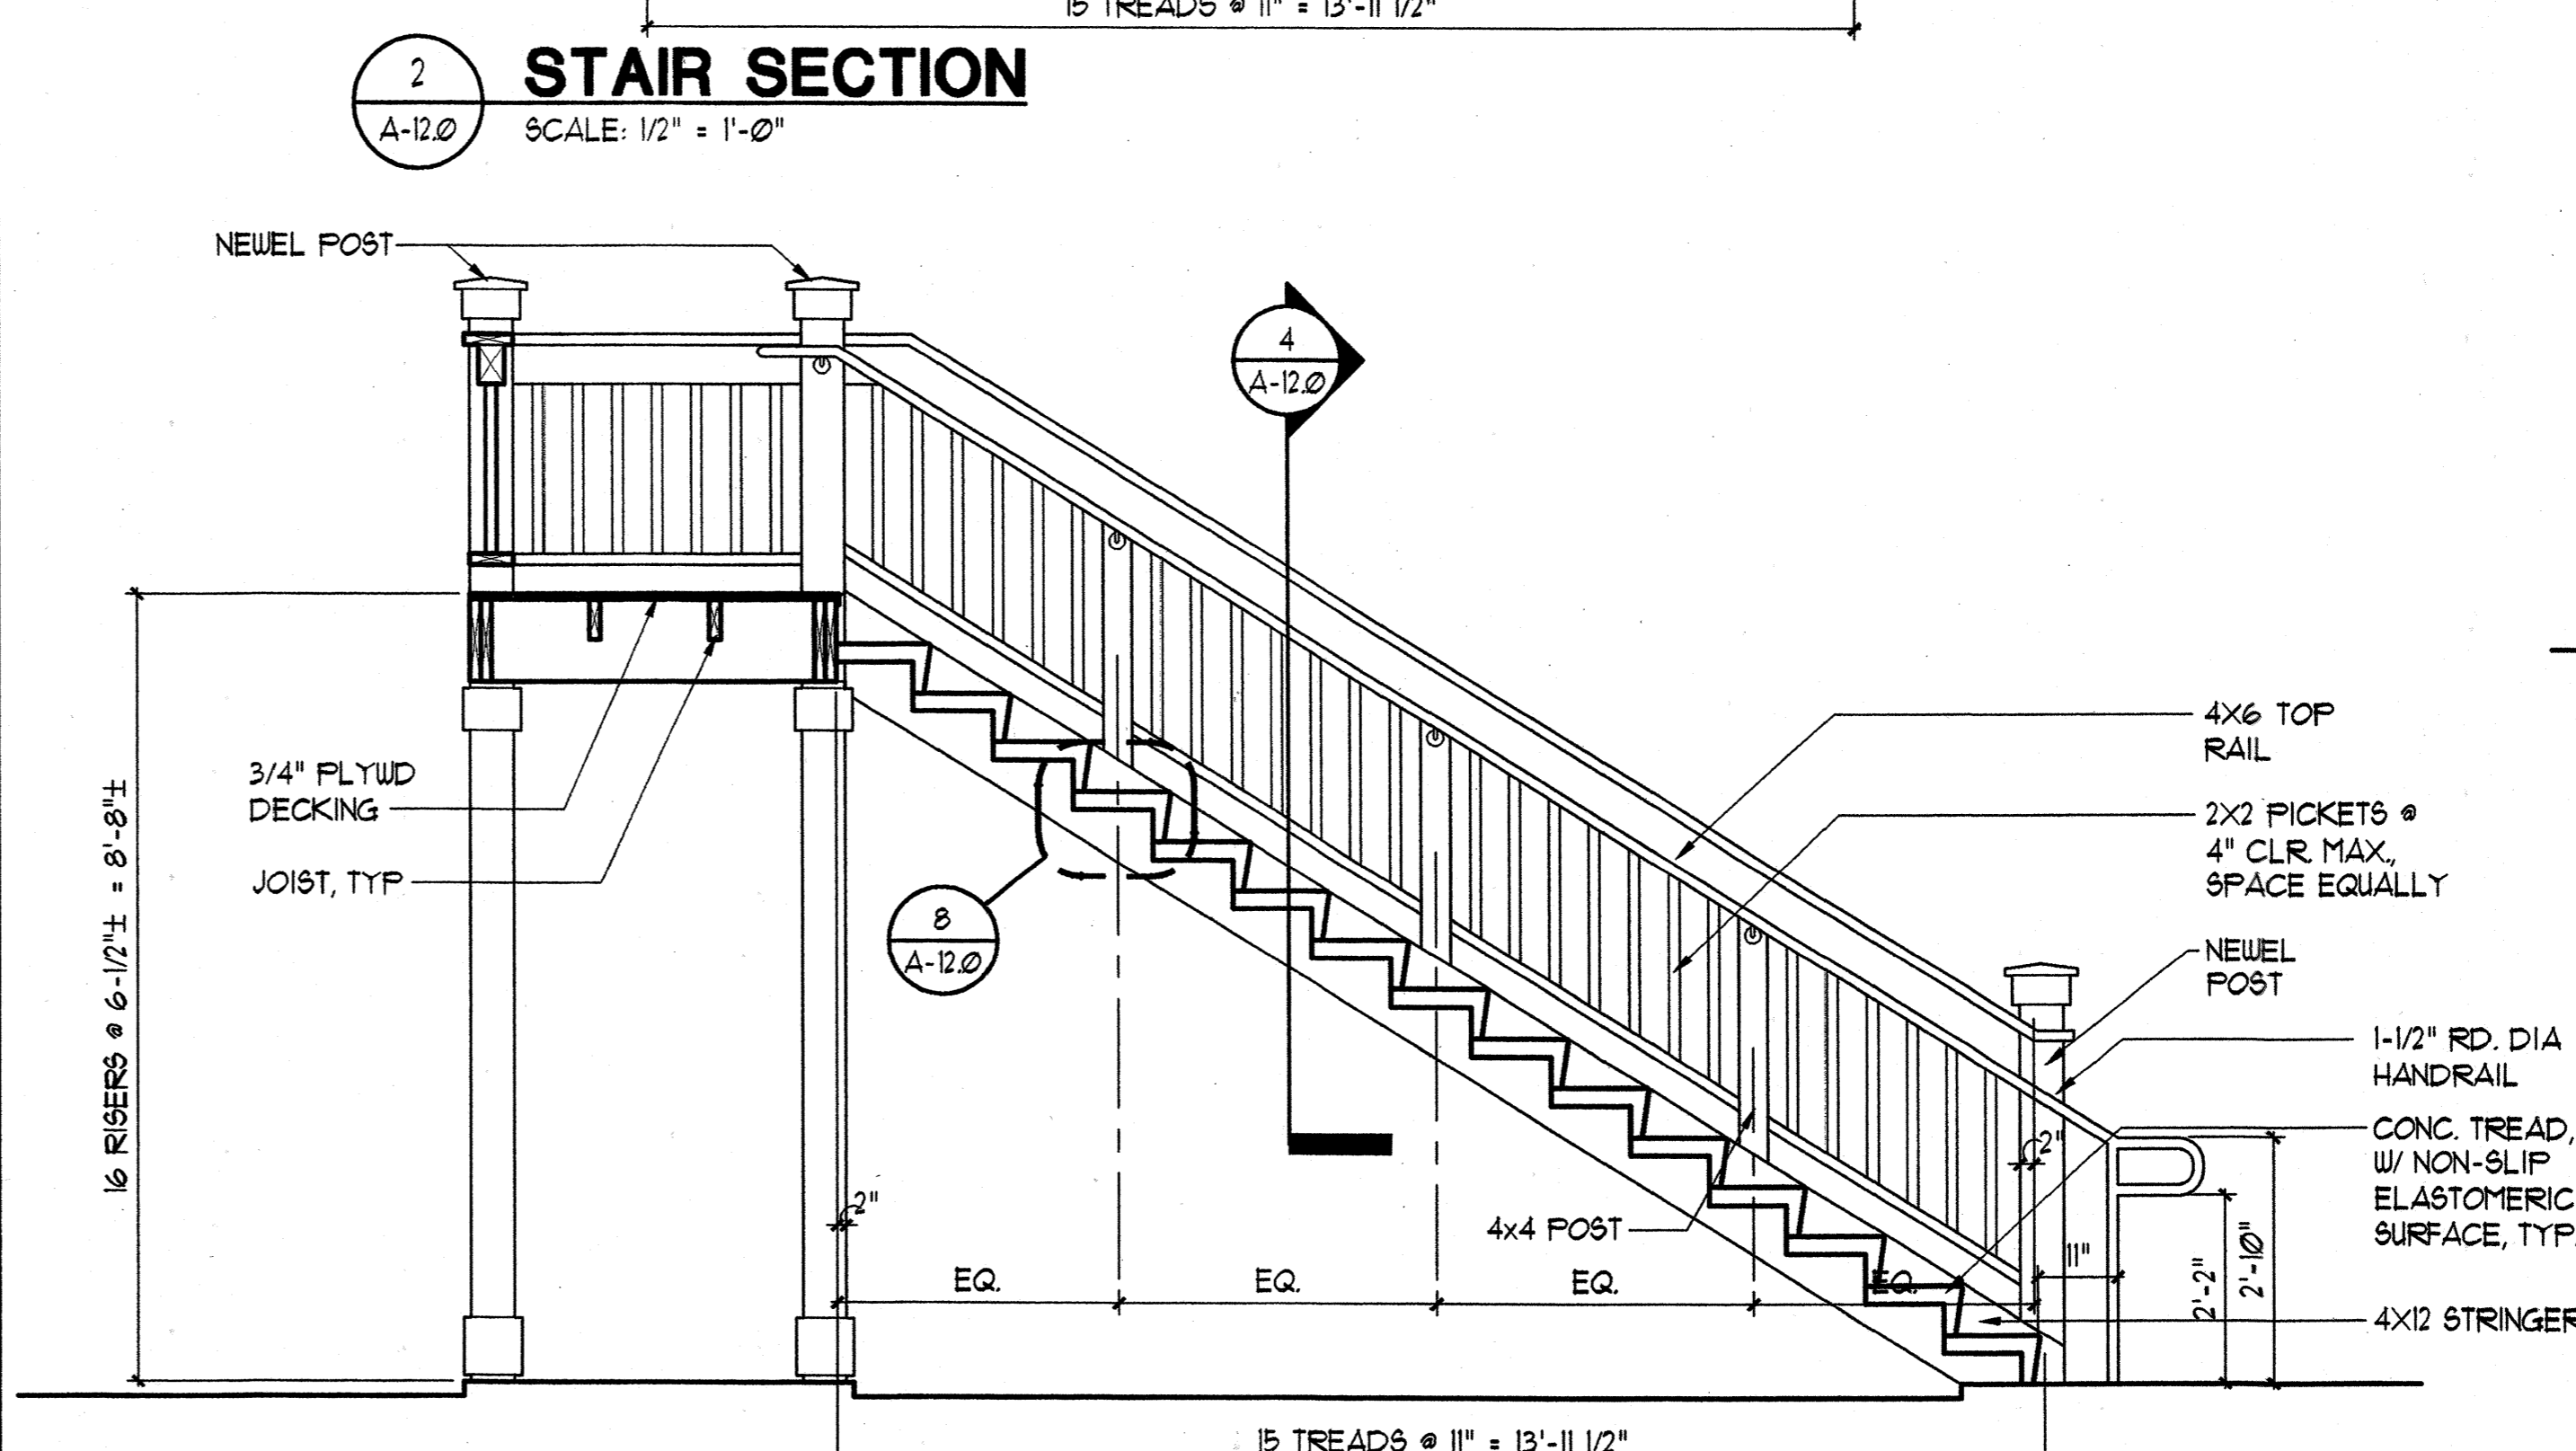 15 TREADS @ 11" = 13'-11 1/2"
2
A-12.0
STAIR SECTION
SCALE: 1/2" = 1'-0"
NEWEL POST
4
A-12.0
16 RISERS @ 6-1/2"± = 8'-8"±
3/4" PLYWD
DECKING
JOIST, TYP
8
A-12.0
4X6 TOP
RAIL
2X2 PICKETS @
4" CLR. MAX.,
SPACE EQUALLY
NEWEL
POST
1-1/2" RD. DIA
HANDRAIL
CONC. TREAD,
W/ NON-SLIP
ELASTOMERIC
SURFACE, TYP.
4X12 STRINGER
4x4 POST
2"
2"
11"
2'-2"
2'-10"
EQ.
EQ.
EQ.
EQ.
15 TREADS @ 11" = 13'-11 1/2"